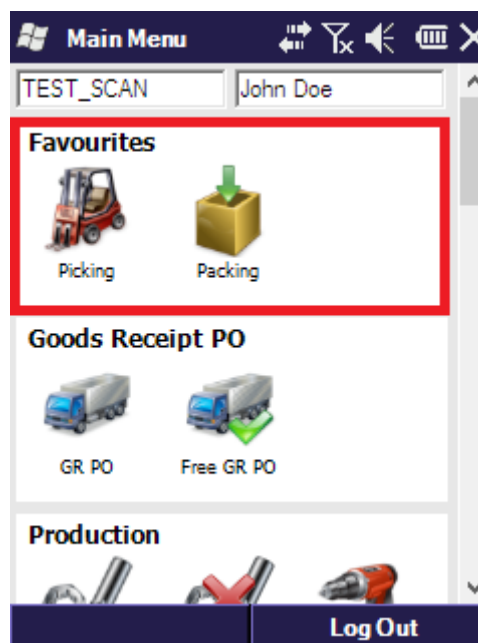 Main Menu
TEST_SCAN John Doe
Favourites
Picking Packing
Goods Receipt PO
GR PO Free GR PO
Production
Log Out